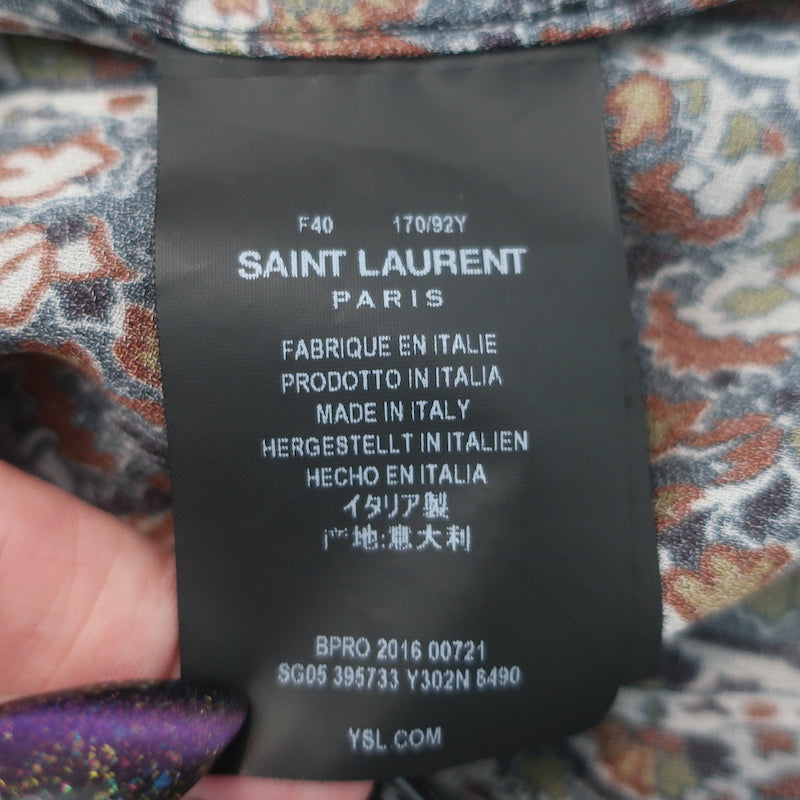 F40 170/92Y
SAINT LAURENT
PARIS
FABRIQUE EN ITALIE
PRODOTTO IN ITALIA
MADE IN ITALY
HERGESTELLT IN ITALIEN
HECHO EN ITALIA
イタリア製
产地:意大利
BPRO 2016 00721
SG05 395733 Y302N 8490
YSL.COM